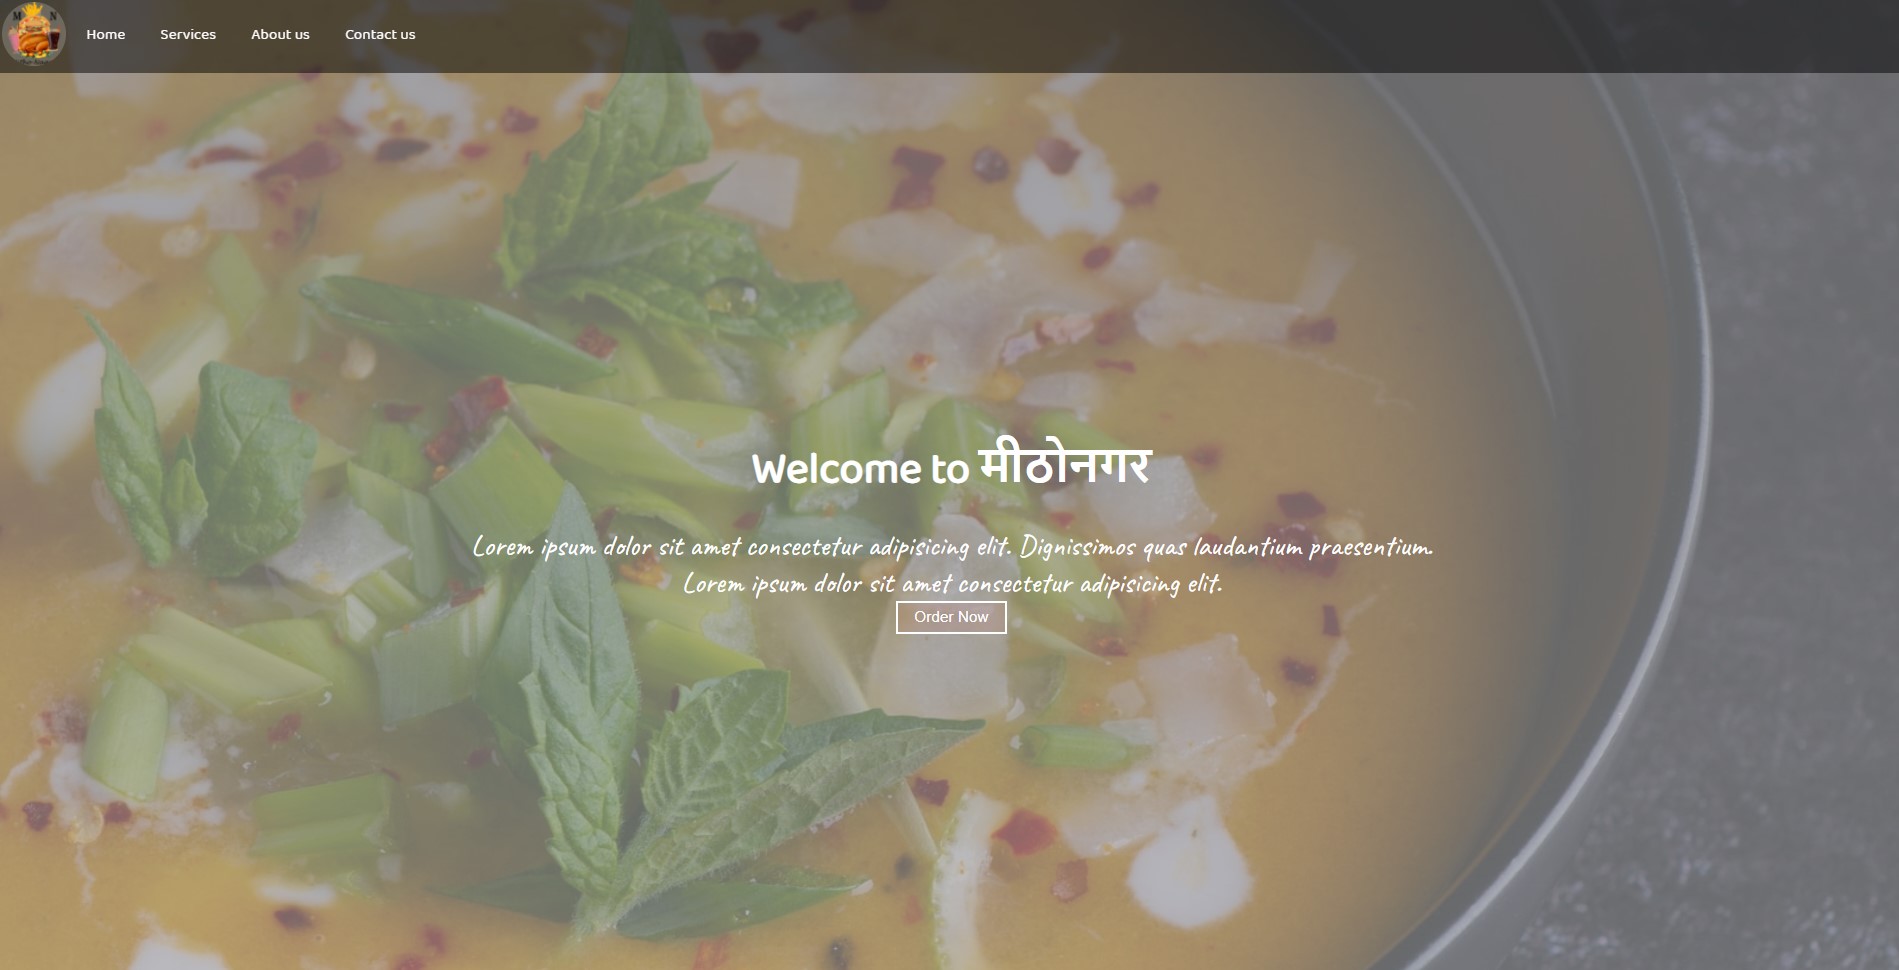 M N
Home Services About us Contact us
Welcome to मीठोनगर
Lorem ipsum dolor sit amet consectetur adipisicing elit. Dignissimos quas laudantium praesentium.
Lorem ipsum dolor sit amet consectetur adipisicing elit.
Order Now